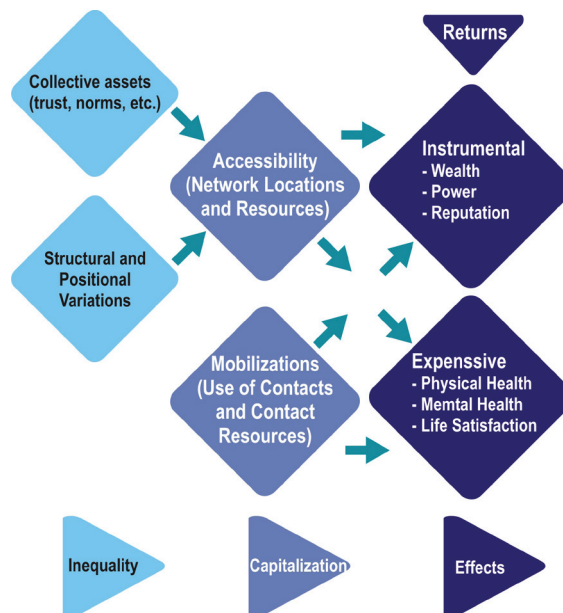 Returns
Collective assets
(trust, norms, etc.)
Accessibility
(Network Locations
and Resources)
Instrumental
- Wealth
- Power
- Reputation
Structural and
Positional
Variations
Mobilizations
(Use of Contacts
and Contact
Resources)
Expenssive
- Physical Health
- Memtal Health
- Life Satisfaction
Inequality
Capitalization
Effects